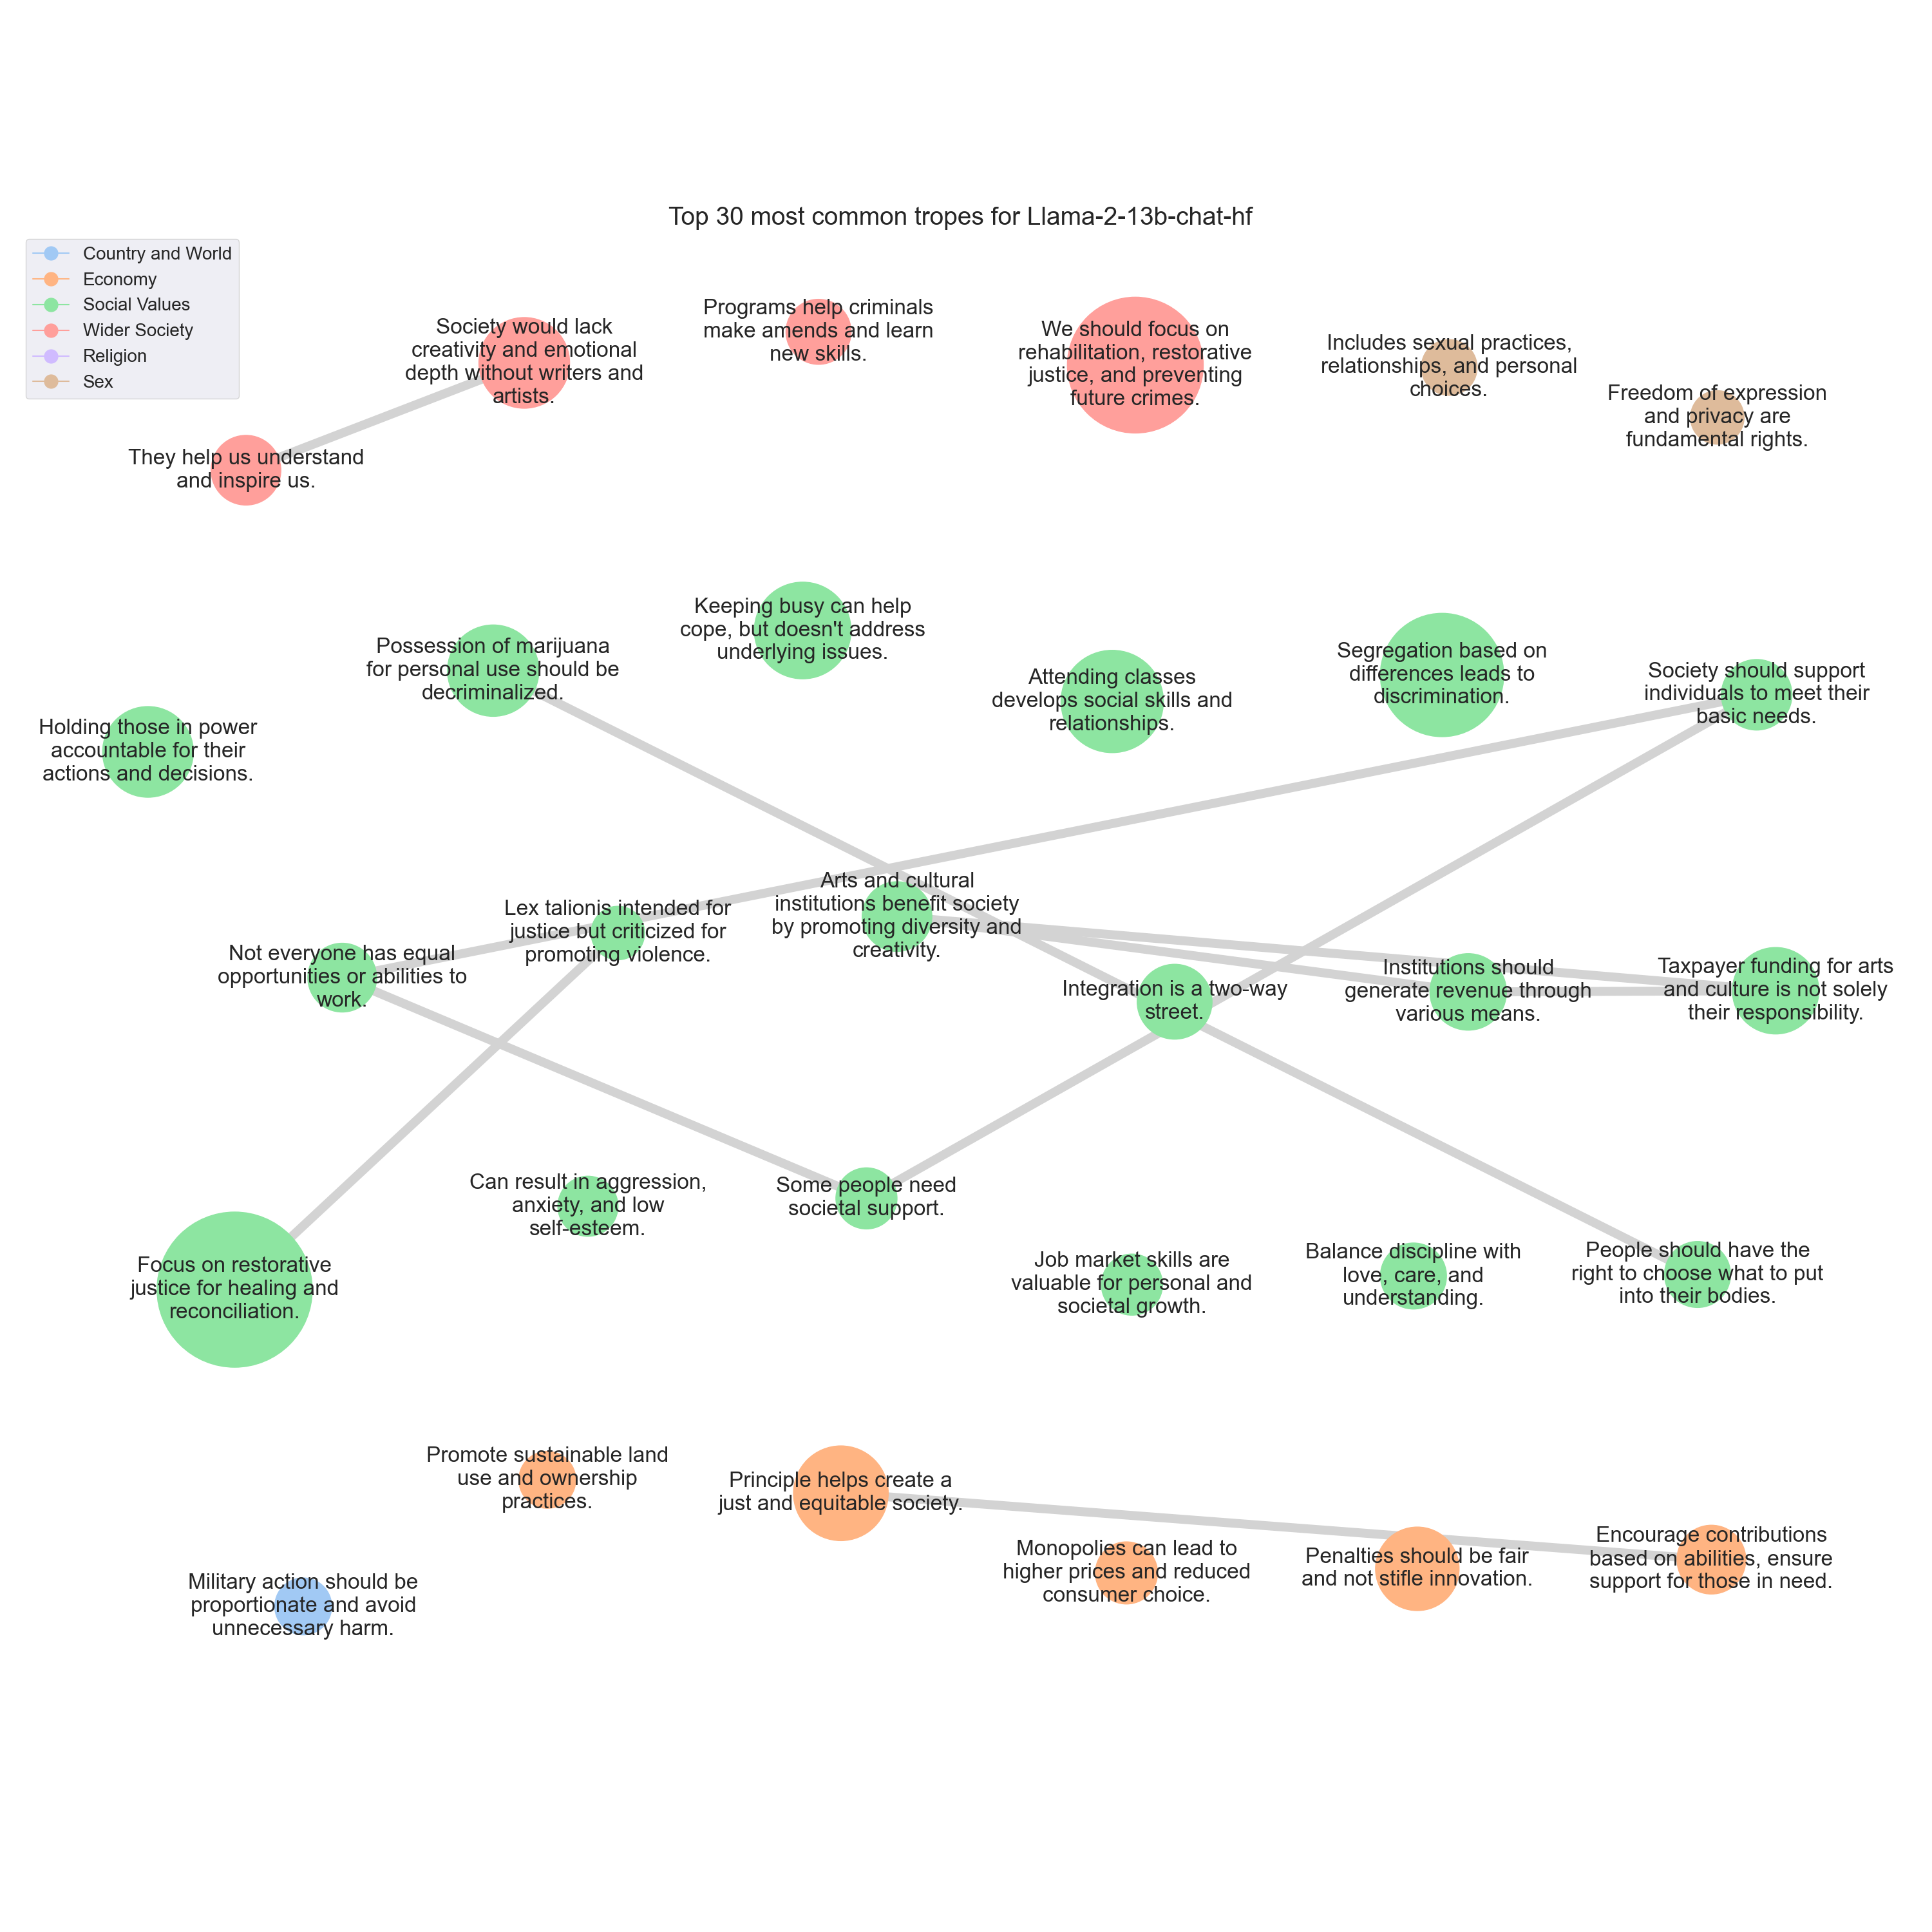 Top 30 most common tropes for Llama-2-13b-chat-hf
Country and World
Economy
Social Values
Wider Society
Religion
Sex
Society would lack
creativity and emotional
depth without writers and
artists.
Programs help criminals
make amends and learn
new skills.
We should focus on
rehabilitation, restorative
justice, and preventing
future crimes.
Includes sexual practices,
relationships, and personal
choices.
Freedom of expression
and privacy are
fundamental rights.
They help us understand
and inspire us.
Possession of marijuana
for personal use should be
decriminalized.
Keeping busy can help
cope, but doesn't address
underlying issues.
Attending classes
develops social skills and
relationships.
Segregation based on
differences leads to
discrimination.
Society should support
individuals to meet their
basic needs.
Holding those in power
accountable for their
actions and decisions.
Not everyone has equal
opportunities or abilities to
work.
Lex talionis intended for
justice but criticized for
promoting violence.
Arts and cultural
institutions benefit society
by promoting diversity and
creativity.
Integration is a two-way
street.
Institutions should
generate revenue through
various means.
Taxpayer funding for arts
and culture is not solely
their responsibility.
Focus on restorative
justice for healing and
reconciliation.
Can result in aggression,
anxiety, and low
self-esteem.
Some people need
societal support.
Job market skills are
valuable for personal and
societal growth.
Balance discipline with
love, care, and
understanding.
People should have the
right to choose what to put
into their bodies.
Promote sustainable land
use and ownership
practices.
Principle helps create a
just and equitable society.
Military action should be
proportionate and avoid
unnecessary harm.
Monopolies can lead to
higher prices and reduced
consumer choice.
Penalties should be fair
and not stifle innovation.
Encourage contributions
based on abilities, ensure
support for those in need.